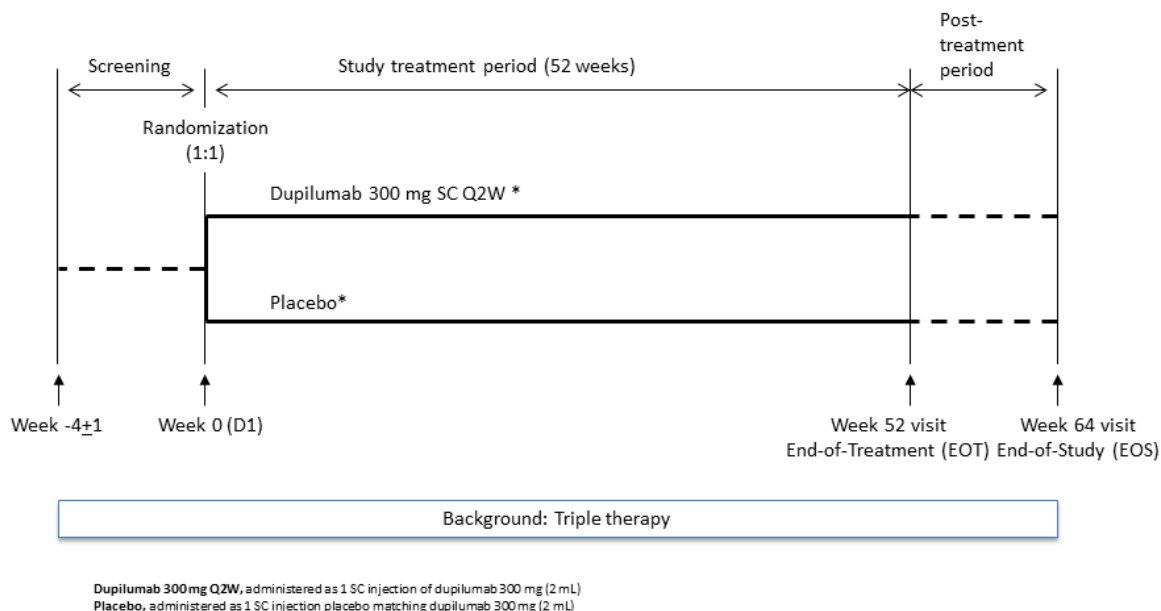 Post-
treatment
period
Screening
Study treatment period (52 weeks)
Randomization
(1:1)
Dupilumab 300 mg SC Q2W *
Placebo*
Week -4±1
Week 0 (D1)
Week 52 visit
End-of-Treatment (EOT)
Week 64 visit
End-of-Study (EOS)
Background: Triple therapy
Dupilumab 300 mg Q2W, administered as 1 SC injection of dupilumab 300 mg (2 mL)
Placebo, administered as 1 SC injection placebo matching dupilumab 300 mg (2 mL)